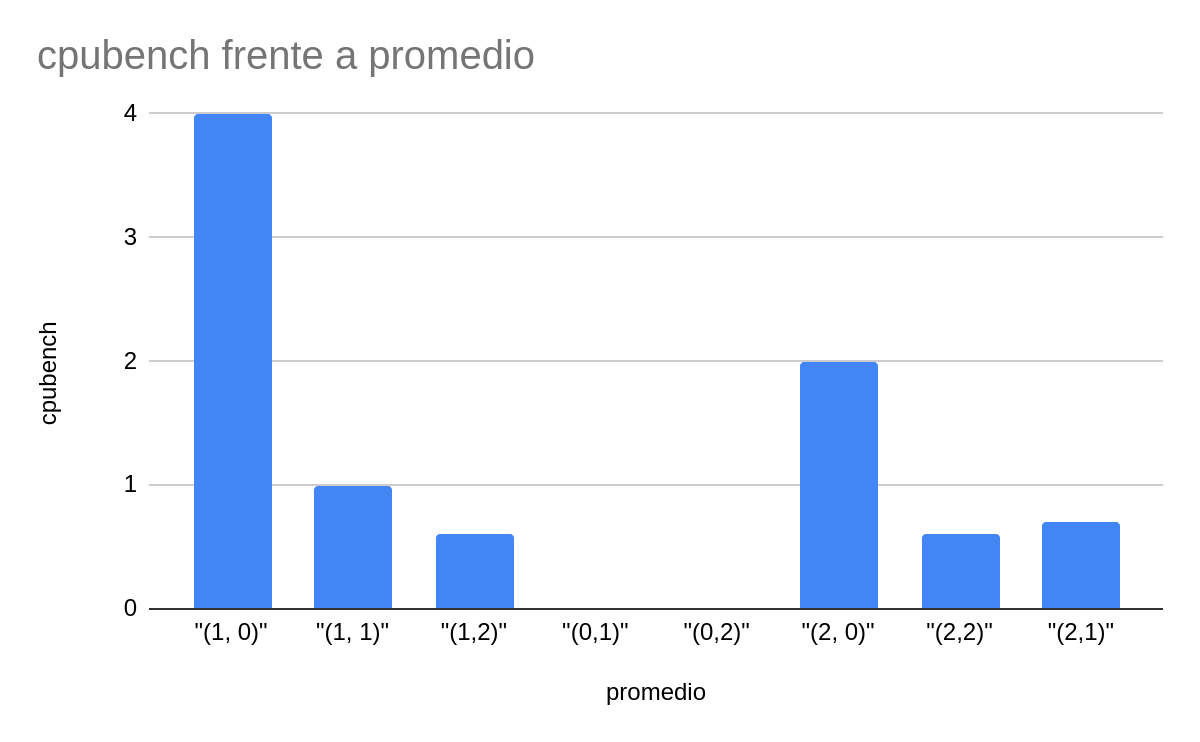 cpubench frente a promedio
4
3
2
1
0
cpubench
"(1, 0)" "(1, 1)" "(1,2)" "(0,1)" "(0,2)" "(2, 0)" "(2,2)" "(2,1)"
promedio